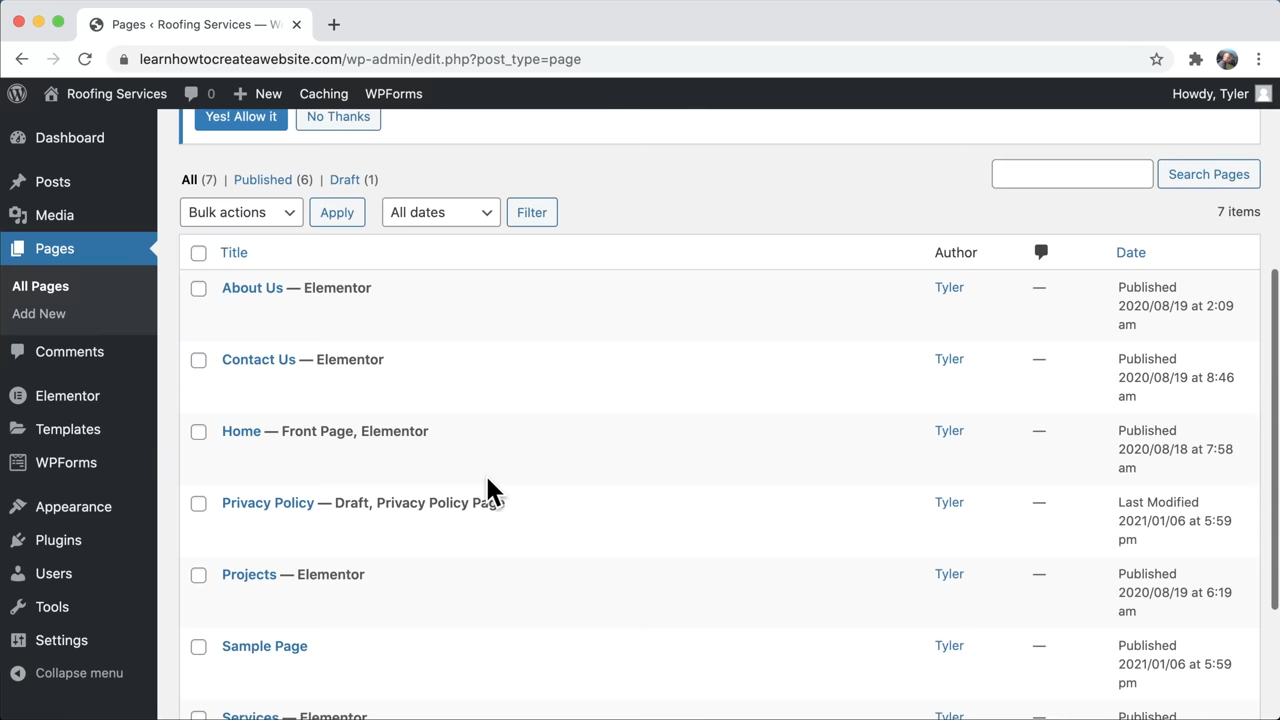 Pages ‹ Roofing Services — W
learnhowtocreateawebsite.com/wp-admin/edit.php?post_type=page
Roofing Services 0 New Caching WPForms Howdy, Tyler
Yes! Allow it No Thanks
Dashboard
Posts
Media
Pages
All Pages
Add New
Comments
Elementor
Templates
WPForms
Appearance
Plugins
Users
Tools
Settings
Collapse menu
All (7) | Published (6) | Draft (1)
Search Pages
Bulk actions Apply All dates Filter 7 items
Title Author Date
About Us — Elementor Tyler — Published
2020/08/19 at 2:09
am
Contact Us — Elementor Tyler — Published
2020/08/19 at 8:46
am
Home — Front Page, Elementor Tyler — Published
2020/08/18 at 7:58
am
Privacy Policy — Draft, Privacy Policy Page Tyler — Last Modified
2021/01/06 at 5:59
pm
Projects — Elementor Tyler — Published
2020/08/19 at 6:19
am
Sample Page Tyler — Published
2021/01/06 at 5:59
pm
Services — Elementor Tyler — Published